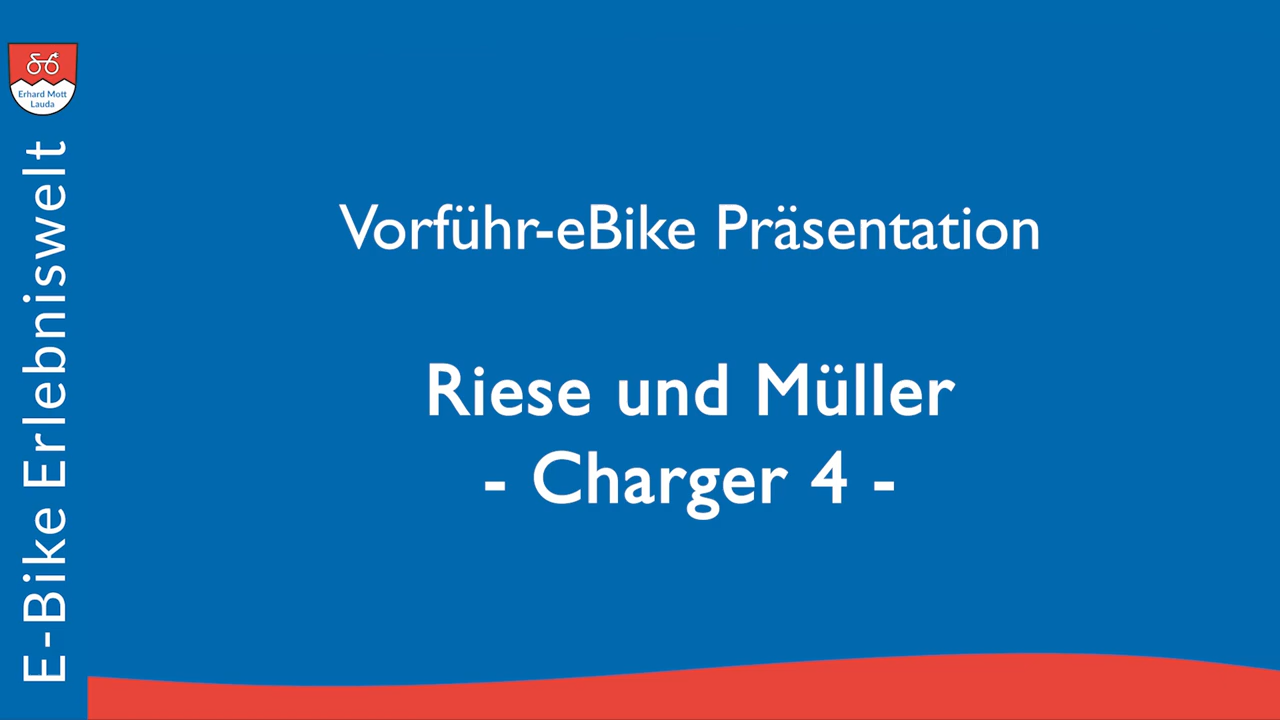 Erhard Mott
Lauda
E-Bike Erlebniswelt
Vorführ-eBike Präsentation
Riese und Müller
- Charger 4 -